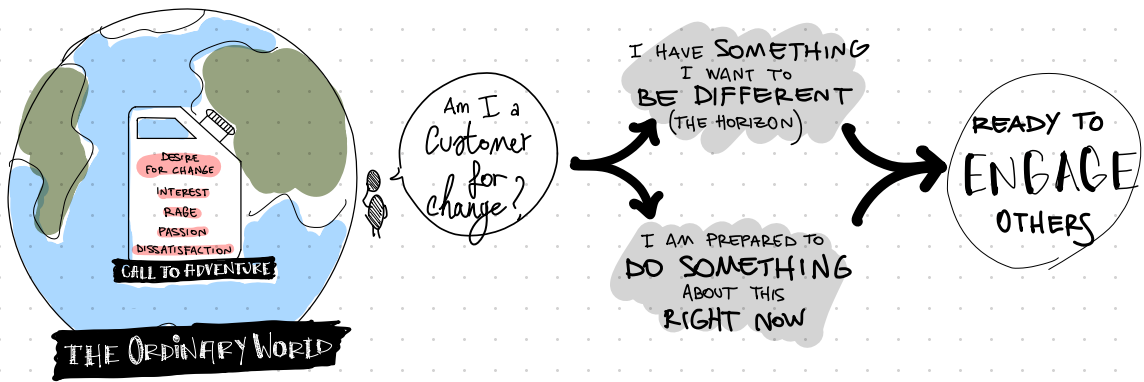 DESIRE
FOR CHANGE
INTEREST
RAGE
PASSION
DISSATISFACTION
CALL TO ADVENTURE
THE ORDINARY WORLD
Am I a
Customer
for
change?
I HAVE SOMETHING
I WANT TO
BE DIFFERENT
(THE HORIZON)
I AM PREPARED TO
DO SOMETHING
ABOUT THIS
RIGHT NOW
READY TO
ENGAGE
OTHERS